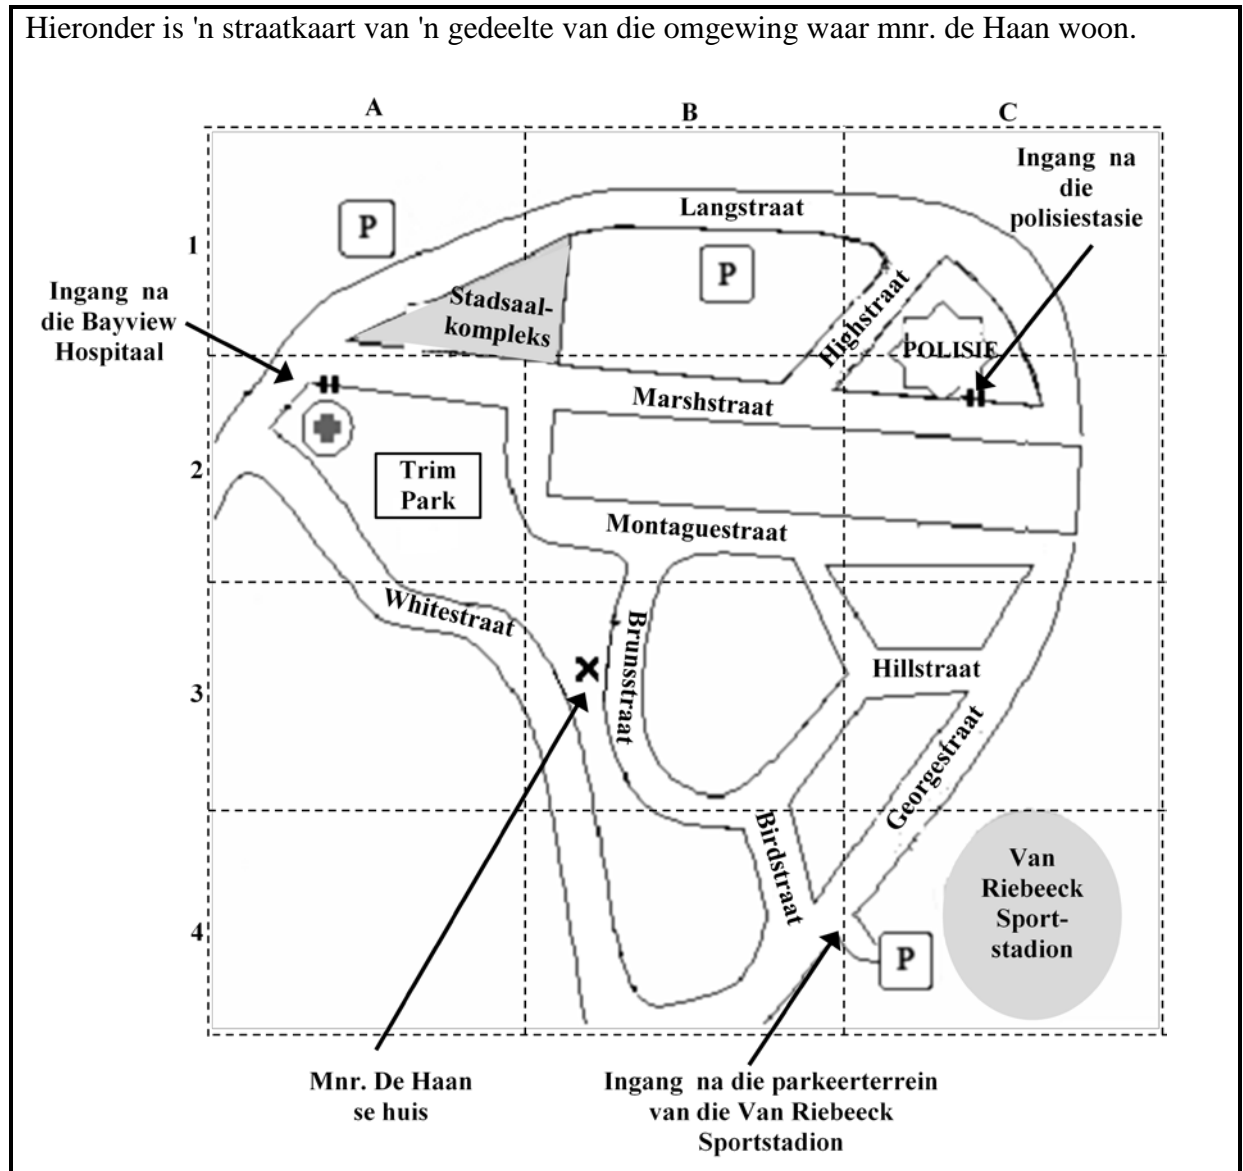 Hieronder is 'n straatkaart van 'n gedeelte van die omgewing waar mnr. de Haan woon.
A
B
C
Ingang na
die
polisiestasie
Langstraat
P
1
P
Highstraat
Ingang na
die Bayview
Hospitaal
Stadsaal-
kompleks
POLISIE
Marshstraat
2
Trim
Park
Montaguestraat
Whitestraat
Brunsstraat
Hillstraat
3
Georgestraat
Birdstraat
Van
Riebeeck
Sport-
stadion
4
P
Mnr. De Haan
se huis
Ingang na die parkeerterrein
van die Van Riebeeck
Sportstadion